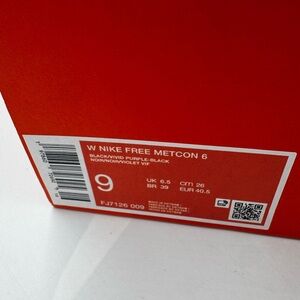 W NIKE FREE METCON 6
BLACK/VIVID PURPLE-BLACK
NOIR/NOIR/VIOLET VIF
9
UK 6.5 CM 26
BR 39 EUR 40.5
FJ7126 009